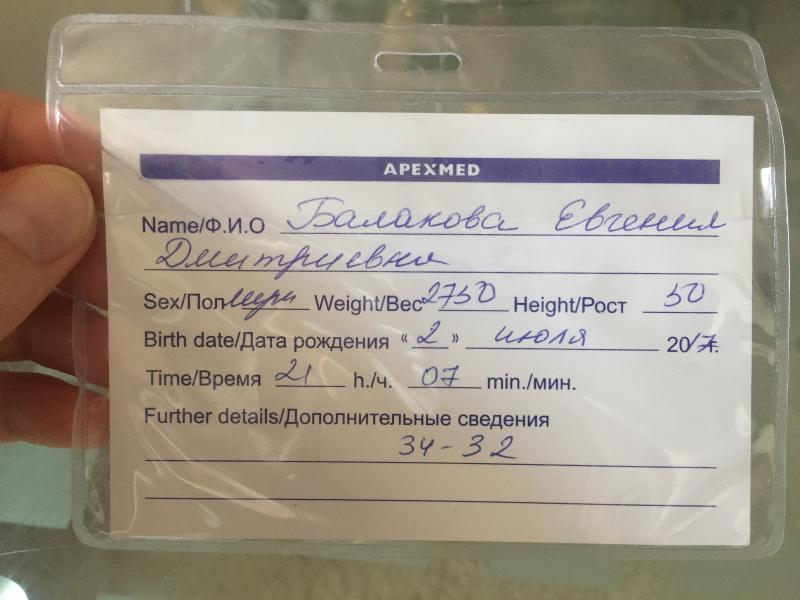 APEXMED
Name/Ф.И.О Балакова Евгения
Дмитриевна
Sex/Пол Weight/Вес 2750 Height/Рост 50
Birth date/Дата рождения « 2 » июля 2017г.
Time/Время 21 h./ч. 07 min./мин.
Further details/Дополнительные сведения
34-32